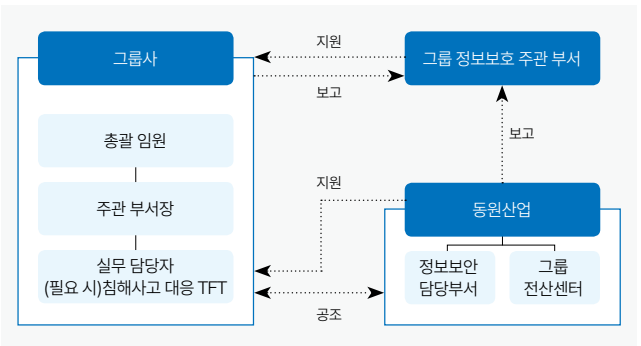 그룹사
지원
그룹 정보보호 주관 부서
보고
총괄 임원
보고
주관 부서장
지원
동원산업
실무 담당자
(필요 시)침해사고 대응 TFT
정보보안
담당부서
그룹
전산센터
공조